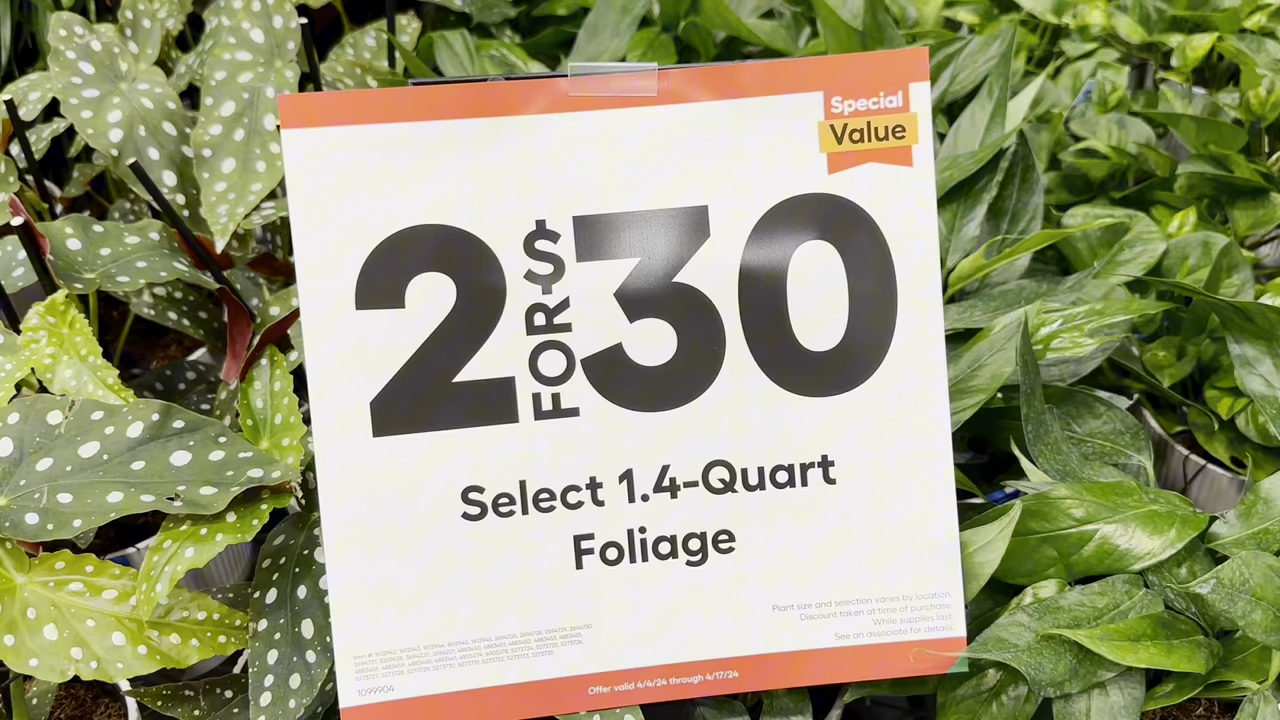 Special
Value
2 FOR $ 30
Select 1.4-Quart
Foliage
Plant size and selection varies by location.
Discount taken at time of purchase.
While supplies last.
See an associate for details.
1099904
Offer valid 4/4/24 through 4/17/24